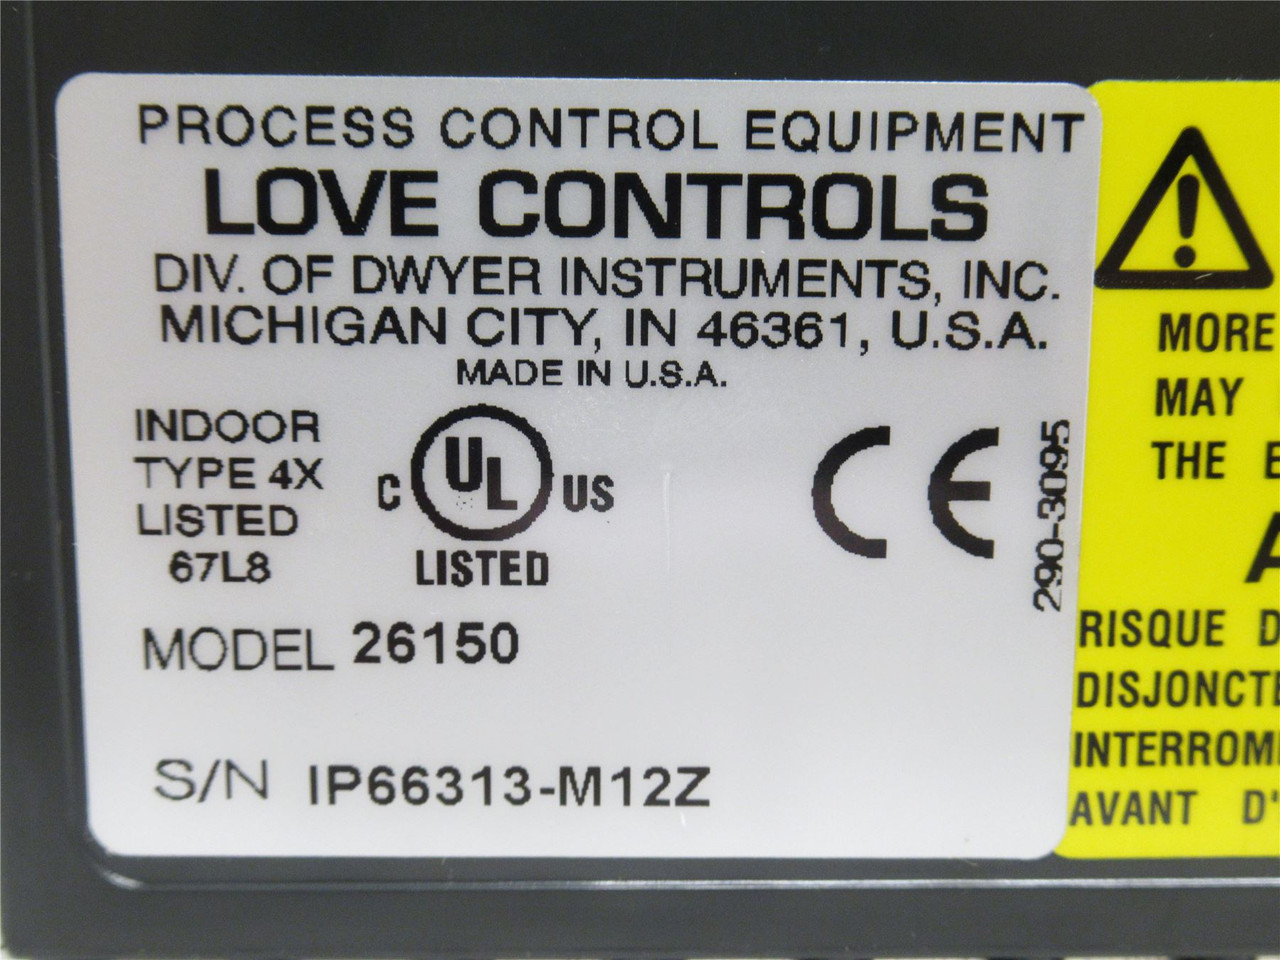 PROCESS CONTROL EQUIPMENT
LOVE CONTROLS
DIV. OF DWYER INSTRUMENTS, INC.
MICHIGAN CITY, IN 46361, U.S.A.
MADE IN U.S.A.
INDOOR
TYPE 4X
LISTED
67L8
C UL US
LISTED
CE
290-3095
MODEL 26150
S/N IP66313-M12Z
MORE
MAY
THE
RISQUE
INTERROM
AVANT D'